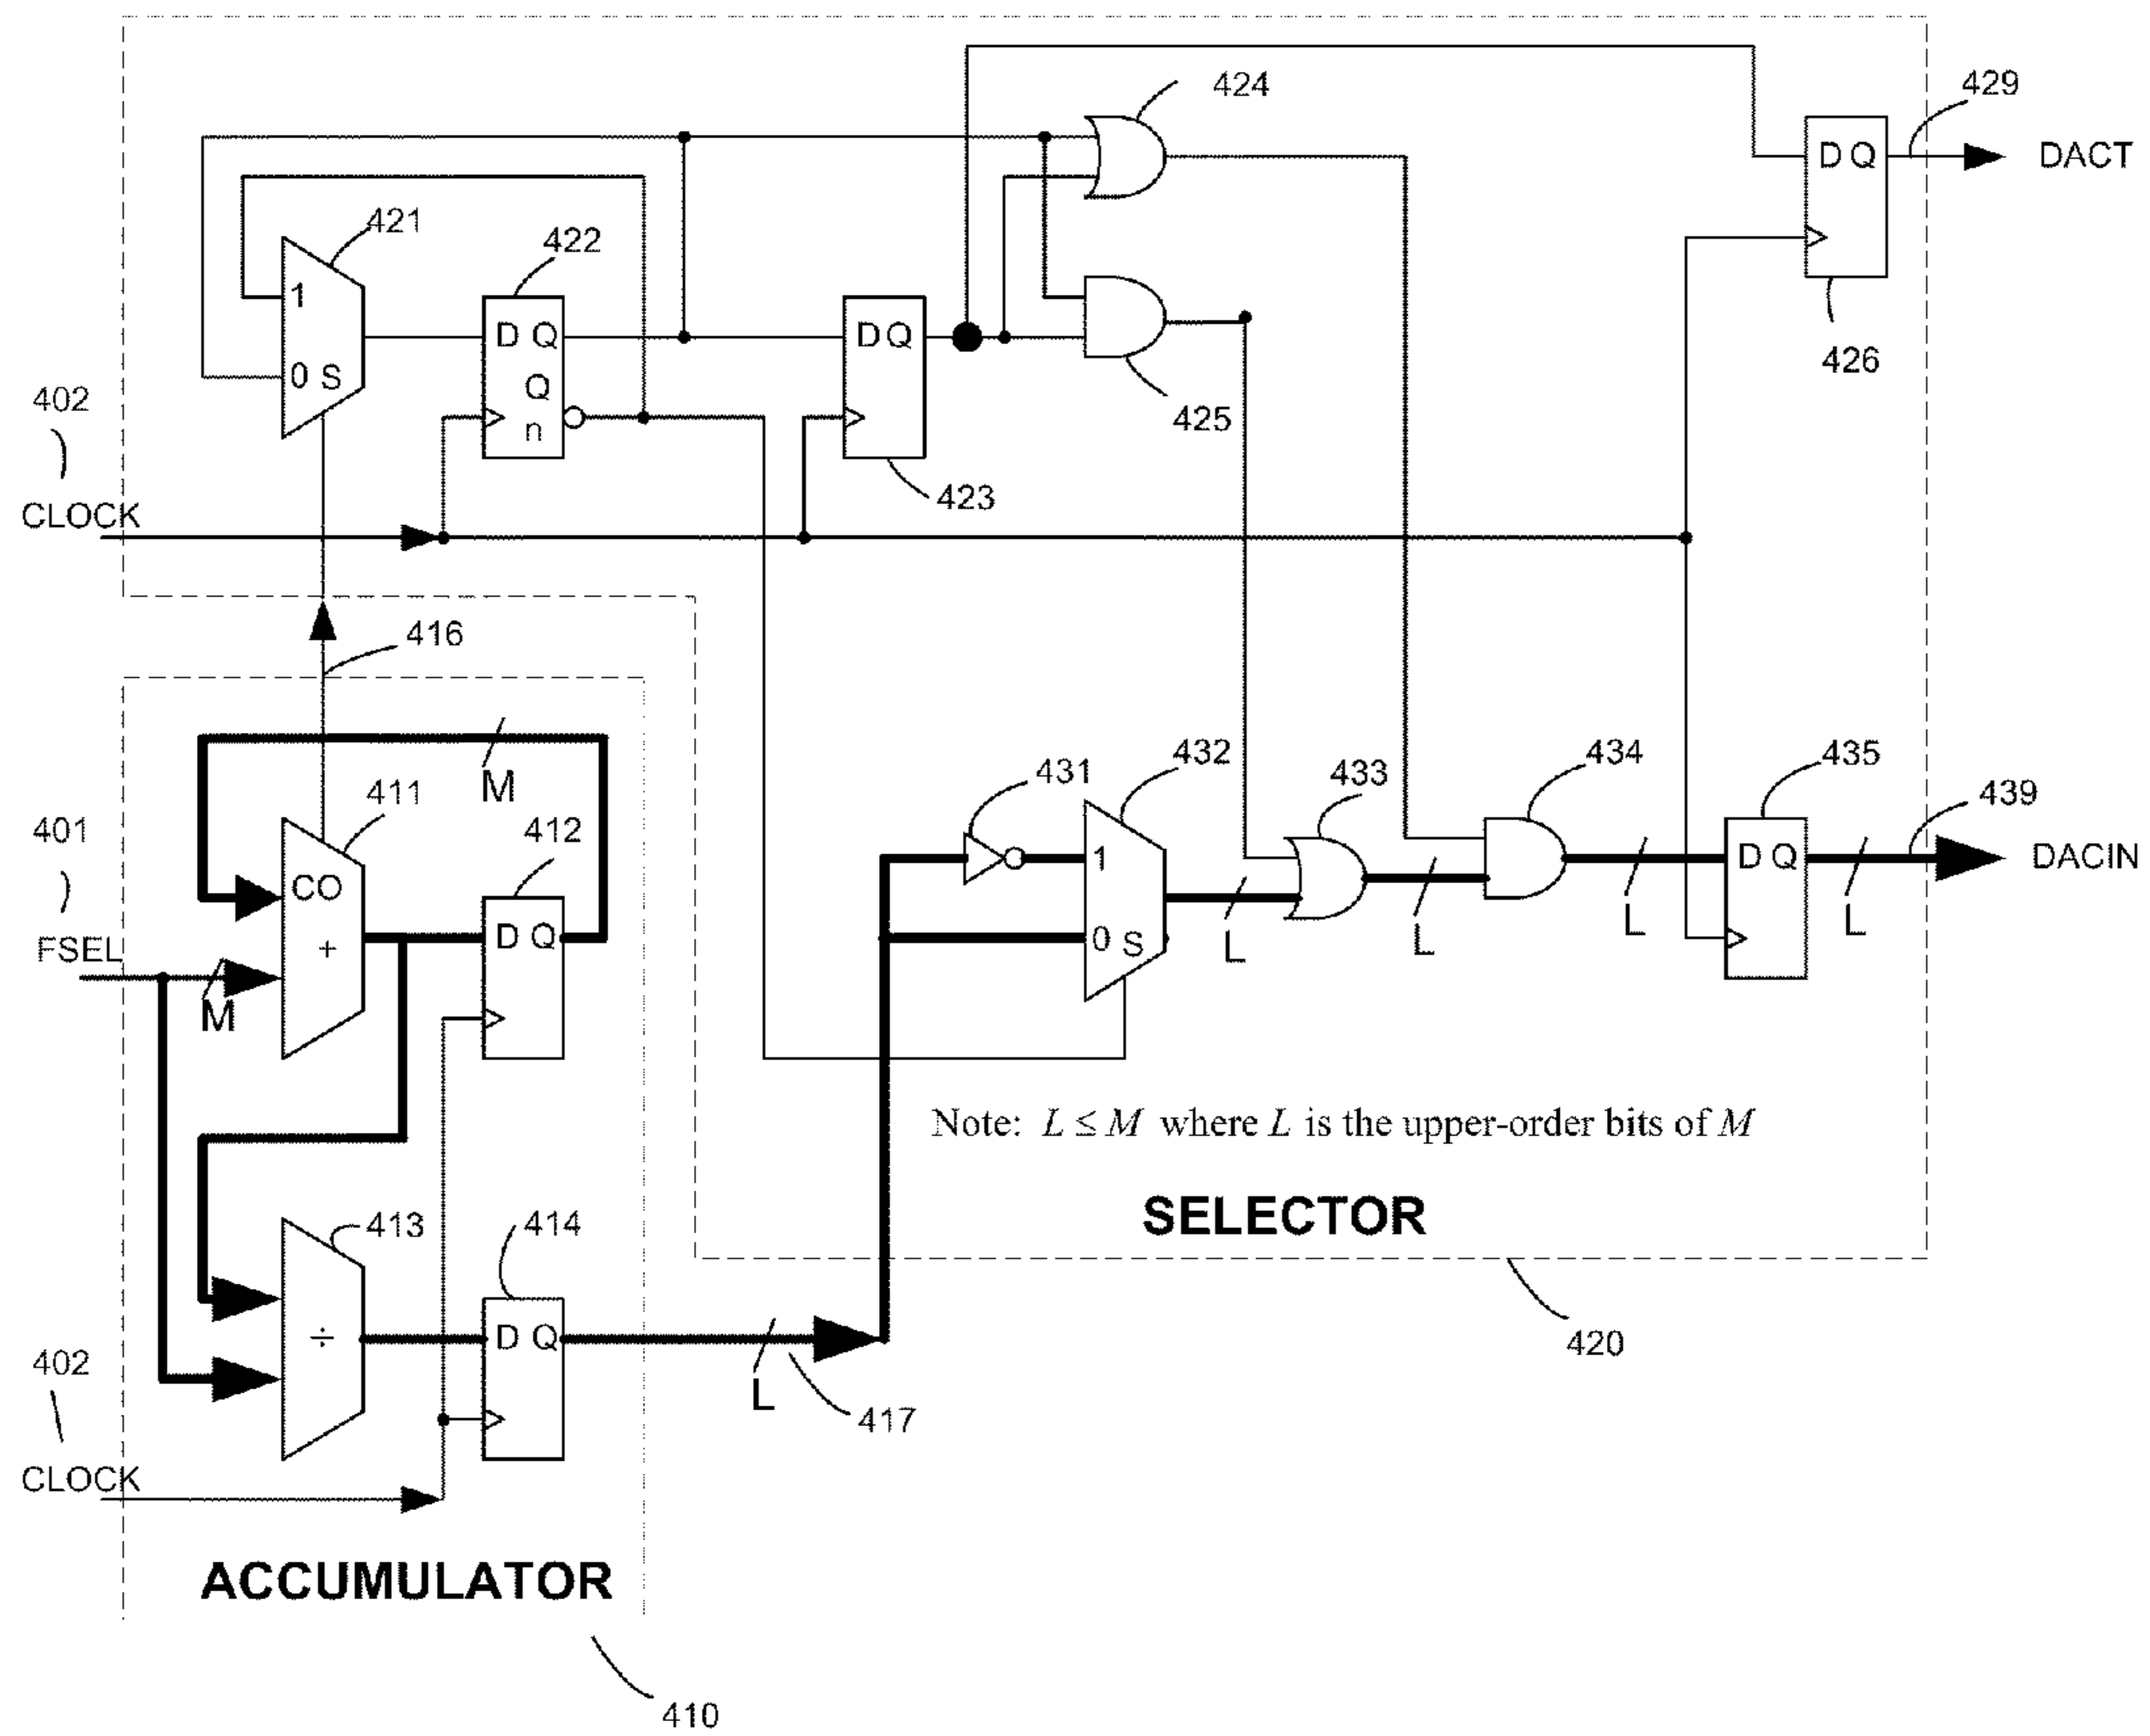 429
424
DACT
D Q
421
422
1
D Q
D Q
Q
0 S
n
426
402
425
423
CLOCK
416
M
431
432
433
434
435
439
411
412
401
CO
1
D Q
DACIN
+
D Q
0 S
FSEL
L
L
L
L
M
Note: L ≤ M where L is the upper-order bits of M
SELECTOR
413
414
÷
D Q
420
402
L
417
CLOCK
ACCUMULATOR
410